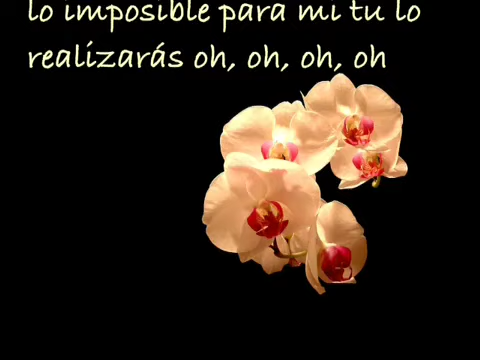 lo imposible para mi tu lo
realizarás oh, oh, oh, oh